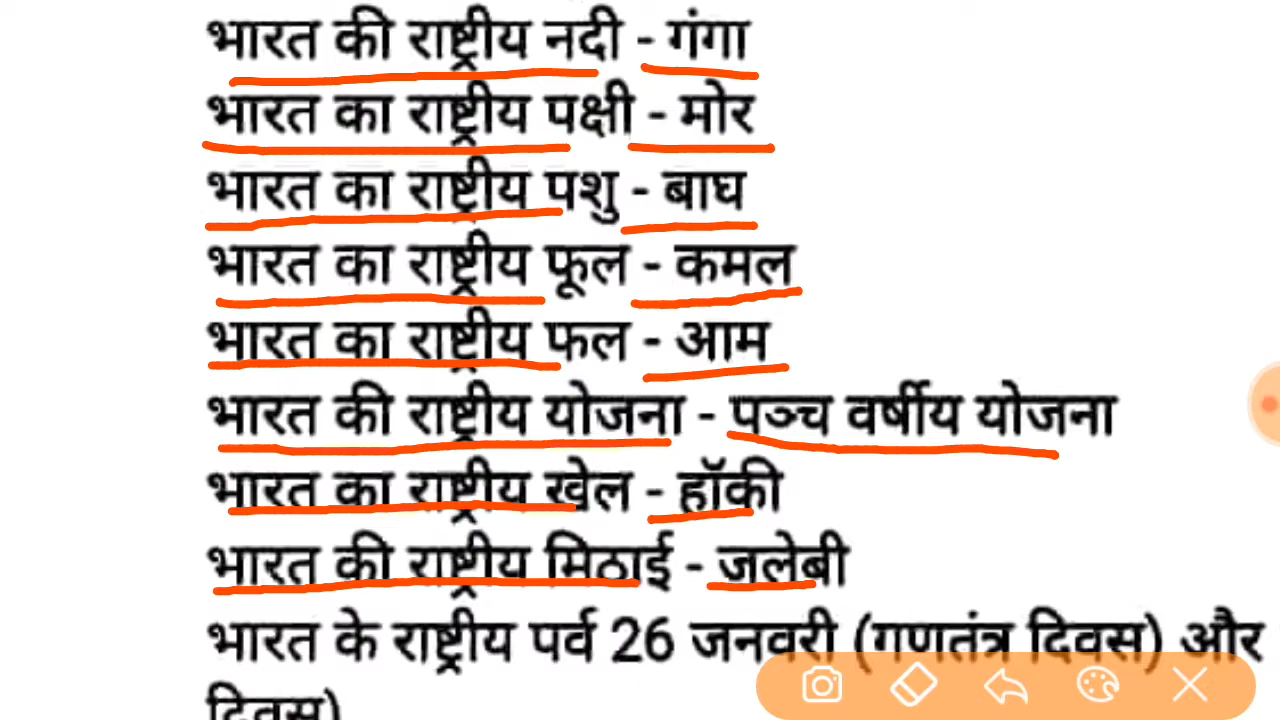 भारत की राष्ट्रीय नदी - गंगा
भारत का राष्ट्रीय पक्षी - मोर
भारत का राष्ट्रीय पशु - बाघ
भारत का राष्ट्रीय फूल - कमल
भारत का राष्ट्रीय फल - आम
भारत की राष्ट्रीय योजना - पञ्च वर्षीय योजना
भारत का राष्ट्रीय खेल - हॉकी
भारत की राष्ट्रीय मिठाई - जलेबी
भारत के राष्ट्रीय पर्व 26 जनवरी (गणतंत्र दिवस) और
दिवस)